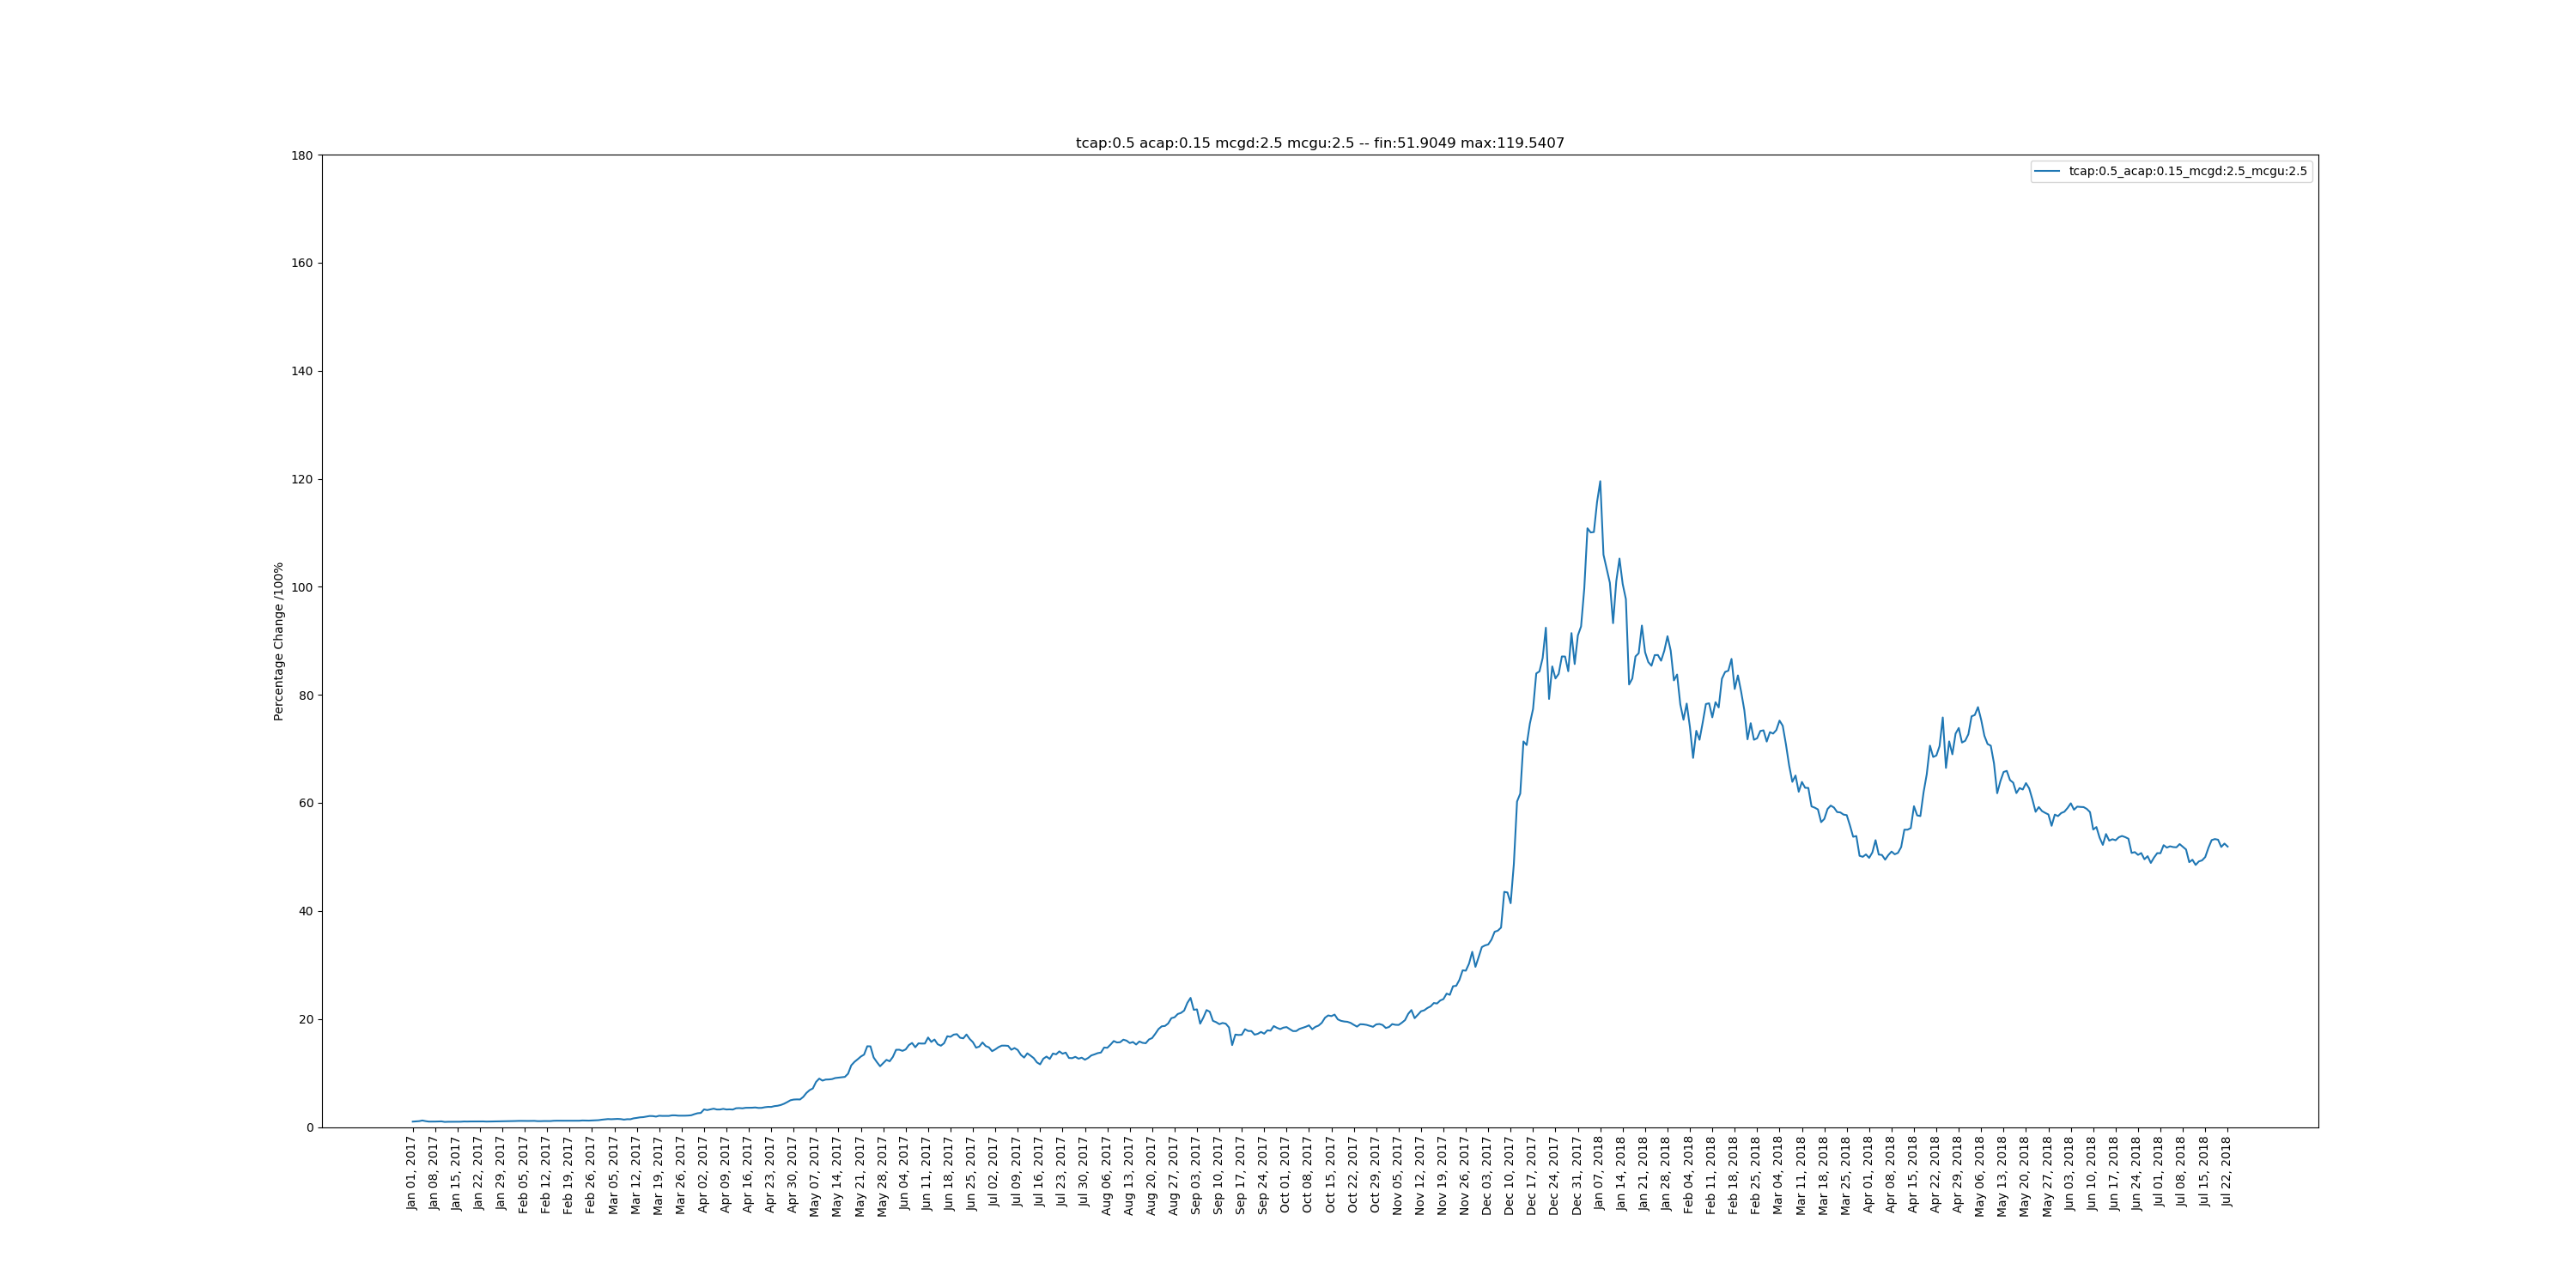 tcap:0.5 acap:0.15 mcgd:2.5 mcgu:2.5 -- fin:51.9049 max:119.5407
tcap:0.5_acap:0.15_mcgd:2.5_mcgu:2.5
Percentage Change /100%
180
160
140
120
100
80
60
40
20
0
Jan 01, 2017
Jan 08, 2017
Jan 15, 2017
Jan 22, 2017
Jan 29, 2017
Feb 05, 2017
Feb 12, 2017
Feb 19, 2017
Feb 26, 2017
Mar 05, 2017
Mar 12, 2017
Mar 19, 2017
Mar 26, 2017
Apr 02, 2017
Apr 09, 2017
Apr 16, 2017
Apr 23, 2017
Apr 30, 2017
May 07, 2017
May 14, 2017
May 21, 2017
May 28, 2017
Jun 04, 2017
Jun 11, 2017
Jun 18, 2017
Jun 25, 2017
Jul 02, 2017
Jul 09, 2017
Jul 16, 2017
Jul 23, 2017
Jul 30, 2017
Aug 06, 2017
Aug 13, 2017
Aug 20, 2017
Aug 27, 2017
Sep 03, 2017
Sep 10, 2017
Sep 17, 2017
Sep 24, 2017
Oct 01, 2017
Oct 08, 2017
Oct 15, 2017
Oct 22, 2017
Oct 29, 2017
Nov 05, 2017
Nov 12, 2017
Nov 19, 2017
Nov 26, 2017
Dec 03, 2017
Dec 10, 2017
Dec 17, 2017
Dec 24, 2017
Dec 31, 2017
Jan 07, 2018
Jan 14, 2018
Jan 21, 2018
Jan 28, 2018
Feb 04, 2018
Feb 11, 2018
Feb 18, 2018
Feb 25, 2018
Mar 04, 2018
Mar 11, 2018
Mar 18, 2018
Mar 25, 2018
Apr 01, 2018
Apr 08, 2018
Apr 15, 2018
Apr 22, 2018
Apr 29, 2018
May 06, 2018
May 13, 2018
May 20, 2018
May 27, 2018
Jun 03, 2018
Jun 10, 2018
Jun 17, 2018
Jun 24, 2018
Jul 01, 2018
Jul 08, 2018
Jul 15, 2018
Jul 22, 2018